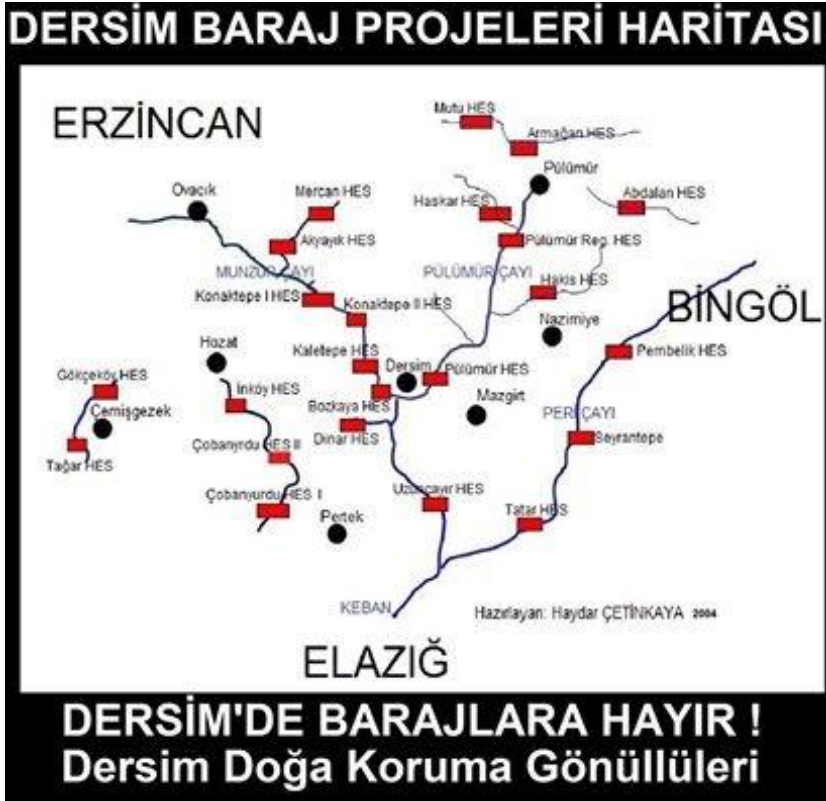 DERSİM BARAJ PROJELERİ HARİTASI
ERZİNCAN
Mutu HES
Armağan HES
Pülümür
Ovacık
Mercan HES
Haskar HES
Abdalan HES
Akyayık HES
Pülümür Reg. HES
MUNZUR ÇAYI
PÜLÜMÜR ÇAYI
Hakis HES
Konaktepe I HES
Konaktepe II HES
BİNGÖL
Nazimiye
Hozat
Kaletepe HES
Dersim
Pülümür HES
Pembelik HES
Gökçeköy HES
İnköy HES
Bozkaya HES
Mazgirt
PERİ ÇAYI
Çemişgezek
Dinar HES
Seyrantepe
Tağar HES
Çobanyrdu HES II
Çobanyurdu HES I
Uzunçayır HES
Pertek
Tatar HES
KEBAN
Hazırlayan: Haydar ÇETİNKAYA 2004
ELAZIĞ
DERSİM'DE BARAJLARA HAYIR !
Dersim Doğa Koruma Gönüllüleri